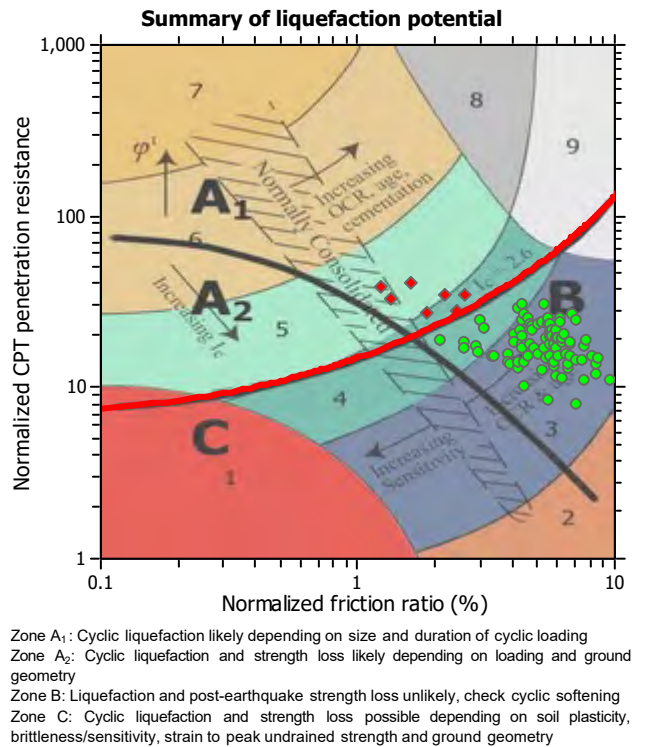 Summary of liquefaction potential
1,000
7
8
9
φ'
Increasing
OCR, age,
cementation
A1
Normally Consolidated
100
6
Ic = 2.6
A2
B
Increasing Ic
5
10
4
Increasing
OCR & age
C
3
1
Increasing
Sensitivity
2
1
0.1
1
10
Normalized CPT penetration resistance
Normalized friction ratio (%)
Zone A1: Cyclic liquefaction likely depending on size and duration of cyclic loading
Zone A2: Cyclic liquefaction and strength loss likely depending on loading and ground
geometry
Zone B: Liquefaction and post-earthquake strength loss unlikely, check cyclic softening
Zone C: Cyclic liquefaction and strength loss possible depending on soil plasticity,
brittleness/sensitivity, strain to peak undrained strength and ground geometry